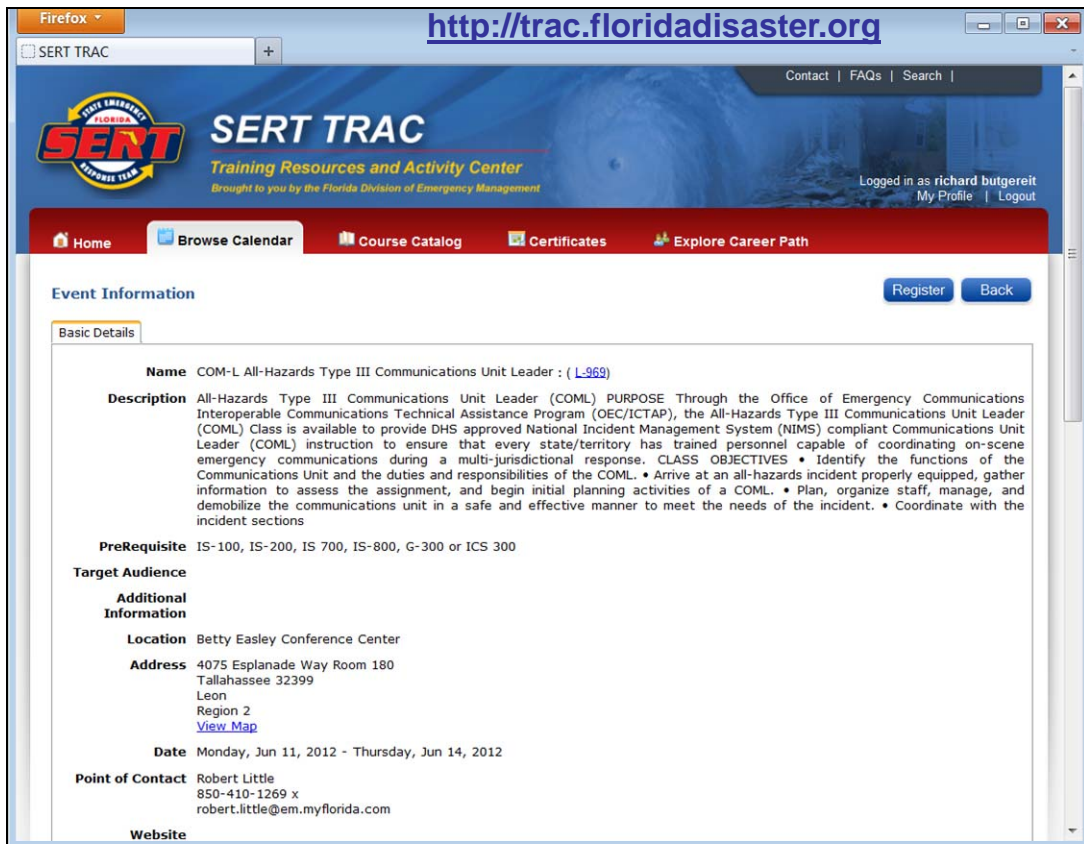 Firefox
http://trac.floridadisaster.org
SERT TRAC
+
Contact | FAQs | Search |
STATE EMERGENCY
FLORIDA
SERT
RESPONSE TEAM
SERT TRAC
Training Resources and Activity Center
Brought to you by the Florida Division of Emergency Management
Logged in as richard butgereit
My Profile | Logout
Home
Browse Calendar
Course Catalog
Certificates
Explore Career Path
Event Information
Register
Back
Basic Details
Name COM-L All-Hazards Type III Communications Unit Leader : ( L-969)
Description All-Hazards Type III Communications Unit Leader (COML) PURPOSE Through the Office of Emergency Communications
Interoperable Communications Technical Assistance Program (OEC/ICTAP), the All-Hazards Type III Communications Unit Leader
(COML) Class is available to provide DHS approved National Incident Management System (NIMS) compliant Communications Unit
Leader (COML) instruction to ensure that every state/territory has trained personnel capable of coordinating on-scene
emergency communications during a multi-jurisdictional response. CLASS OBJECTIVES • Identify the functions of the
Communications Unit and the duties and responsibilities of the COML. • Arrive at an all-hazards incident properly equipped, gather
information to assess the assignment, and begin initial planning activities of a COML. • Plan, organize staff, manage, and
demobilize the communications unit in a safe and effective manner to meet the needs of the incident. • Coordinate with the
incident sections
PreRequisite IS-100, IS-200, IS 700, IS-800, G-300 or ICS 300
Target Audience
Additional
Information
Location Betty Easley Conference Center
Address 4075 Esplanade Way Room 180
Tallahassee 32399
Leon
Region 2
View Map
Date Monday, Jun 11, 2012 - Thursday, Jun 14, 2012
Point of Contact Robert Little
850-410-1269 x
robert.little@em.myflorida.com
Website